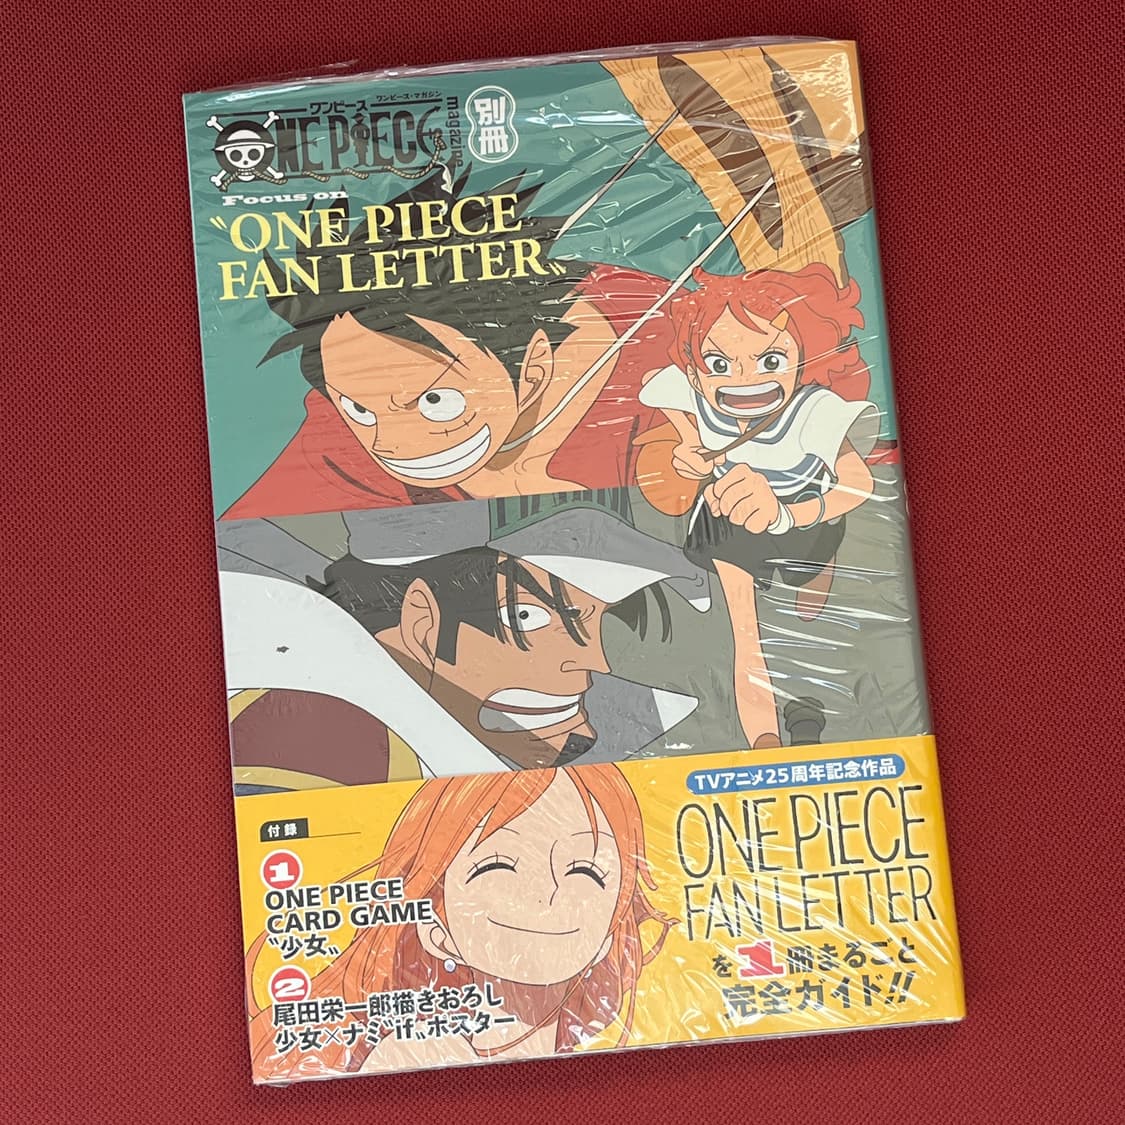 ワンピース
ワンピース・マガジン
ONE PIECE
magazine
別冊
Focus on
〝ONE PIECE
FAN LETTER〟
TVアニメ25周年記念作品
ONE PIECE
FAN LETTER
を1冊まるごと
完全ガイド!!
付録
1
ONE PIECE
CARD GAME
〝少女〟
2
尾田栄一郎描きおろし
少女×ナミ〝if〟ポスター